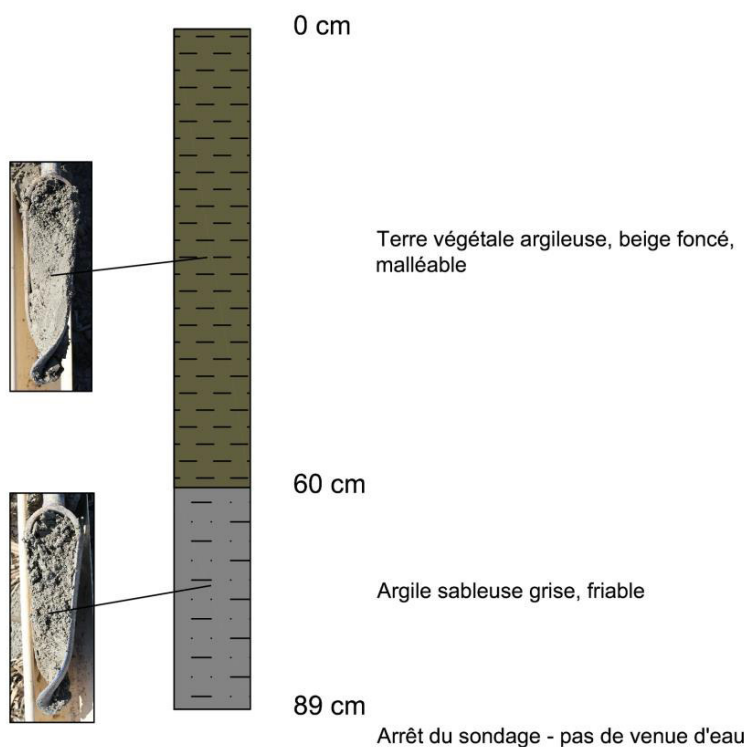 0 cm
Terre végétale argileuse, beige foncé,
malléable
60 cm
Argile sableuse grise, friable
89 cm
Arrêt du sondage - pas de venue d'eau